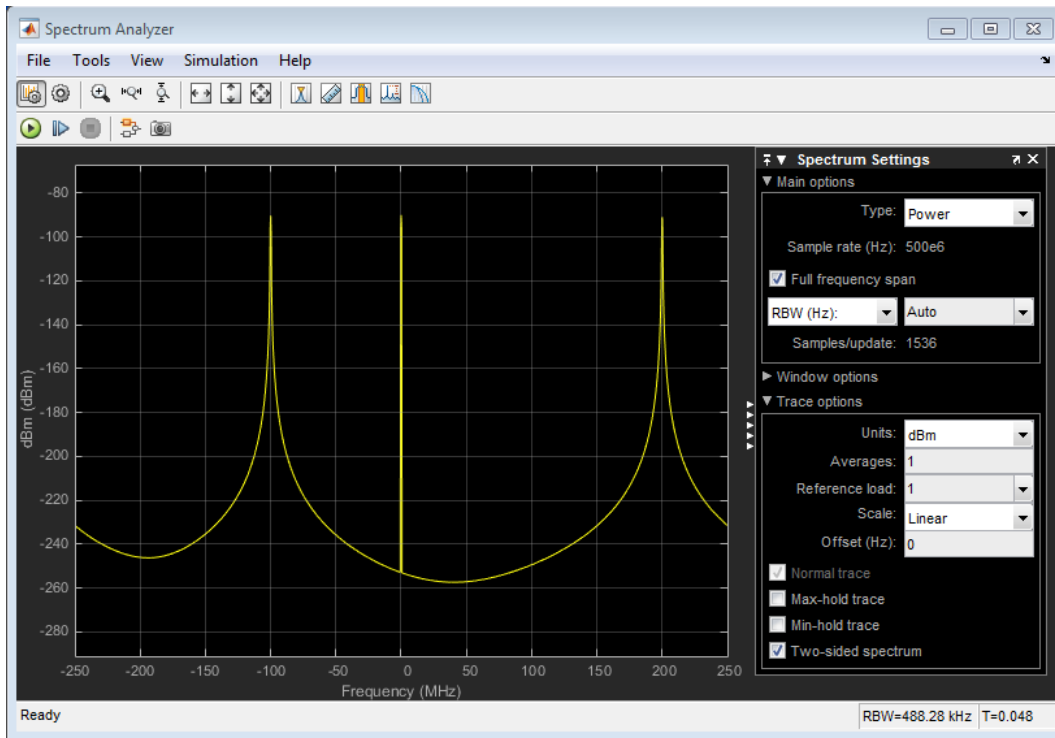 Spectrum Analyzer
File Tools View Simulation Help
Spectrum Settings
Main options
Type: Power
Sample rate (Hz): 500e6
Full frequency span
RBW (Hz): Auto
Samples/update: 1536
Window options
Trace options
Units: dBm
Averages: 1
Reference load: 1
Scale: Linear
Offset (Hz): 0
Normal trace
Max-hold trace
Min-hold trace
Two-sided spectrum
dBm (dBm)
-80
-100
-120
-140
-160
-180
-200
-220
-240
-260
-280
-250 -200 -150 -100 -50 0 50 100 150 200 250
Frequency (MHz)
Ready RBW=488.28 kHz T=0.048